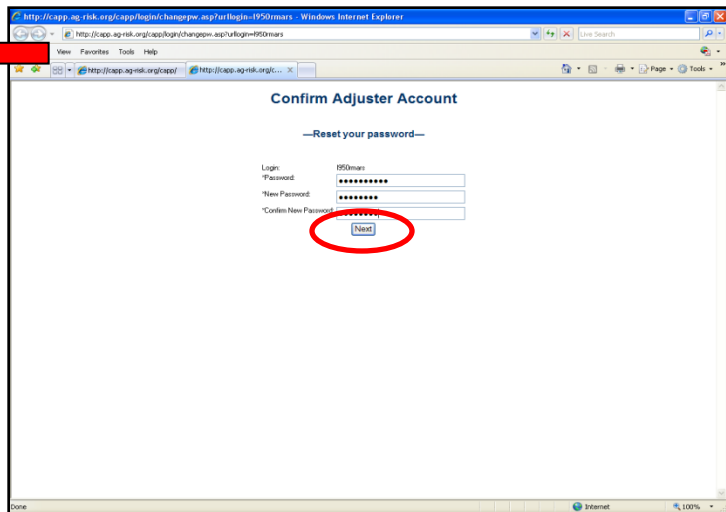 http://capp.ag-risk.org/capp/login/changepw.asp?urllogin=l950rmars - Windows Internet Explorer
http://capp.ag-risk.org/capp/login/changepw.asp?urllogin=l950rmars
Live Search
View Favorites Tools Help
http://capp.ag-risk.org/capp/
http://capp.ag-risk.org/c...
Page
Tools
Confirm Adjuster Account
—Reset your password—
Login: l950rmars
*Password:
*New Password:
*Confirm New Password:
Next
Done
Internet
100%